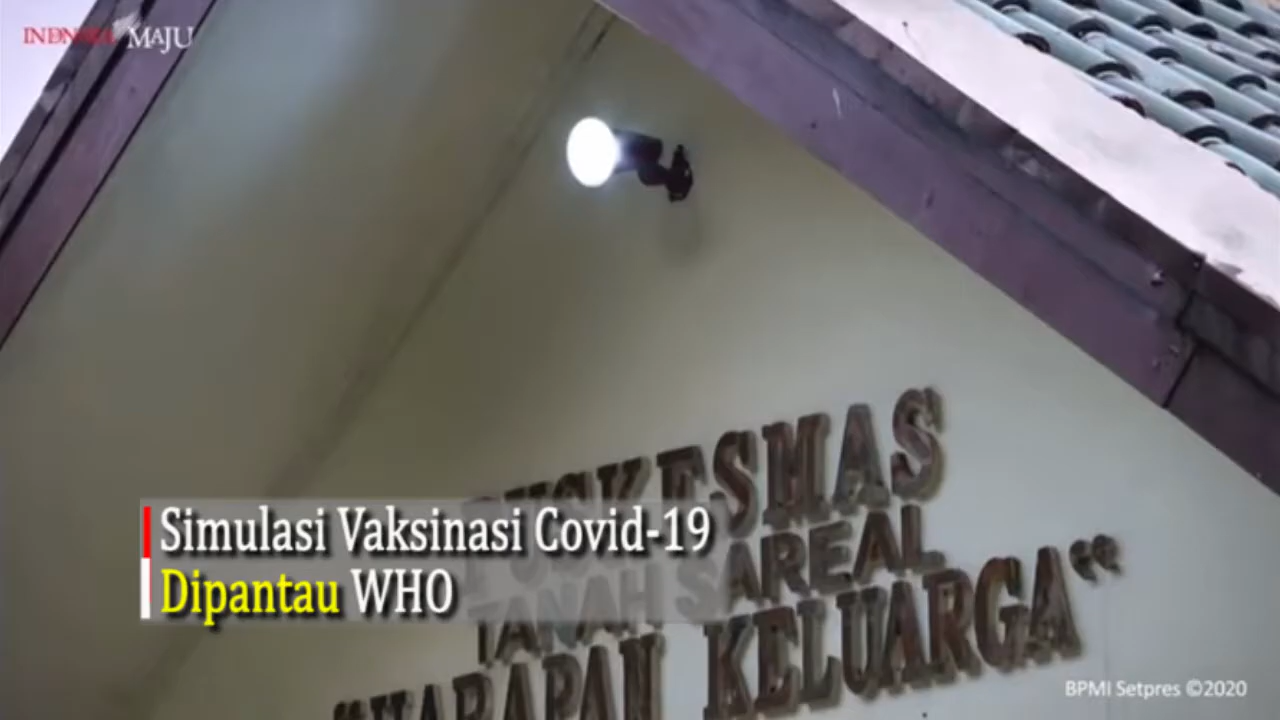 INDONESIA MAJU
PUSKESMAS
TANAH SAREAL
"HARAPAN KELUARGA"
Simulasi Vaksinasi Covid-19
Dipantau WHO
BPMI Setpres ©2020